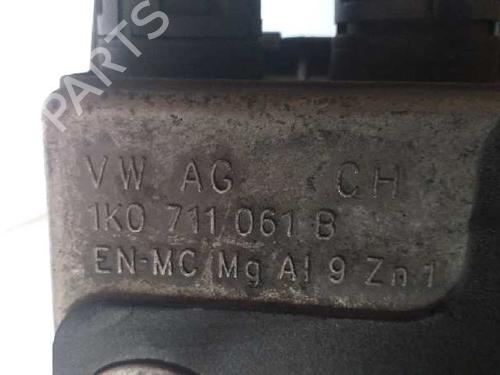 VW AG CH
1K0 711 061 B
EN-MC Mg Al 9 Zn 1
B-PARTS